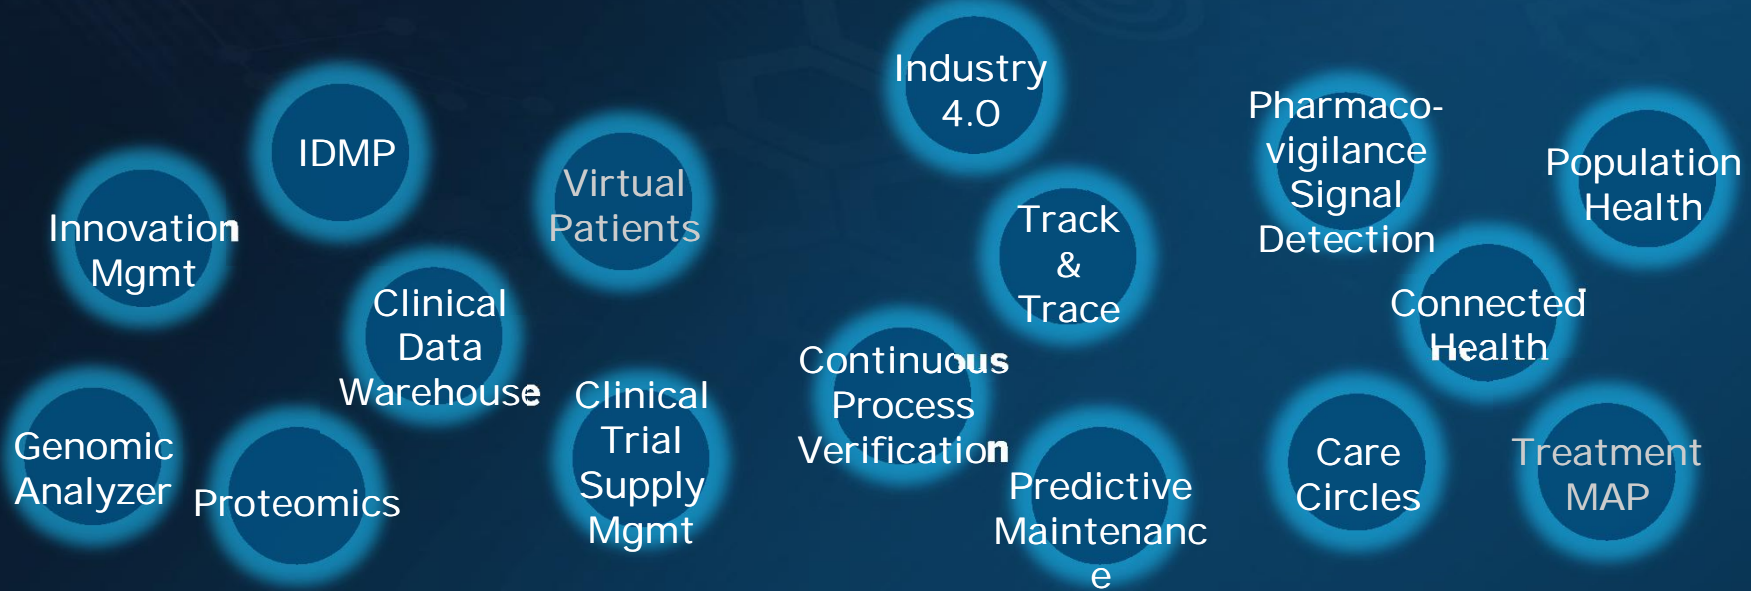 Innovation
Mgmt
IDMP
Virtual
Patients
Clinical
Data
Warehouse
Genomic
Analyzer
Proteomics
Clinical
Trial
Supply
Mgmt
Industry
4.0
Track
&
Trace
Continuous
Process
Verification
Predictive
Maintenanc
e
Pharmaco-
vigilance
Signal
Detection
Population
Health
Connected
Health
Care
Circles
Treatment
MAP